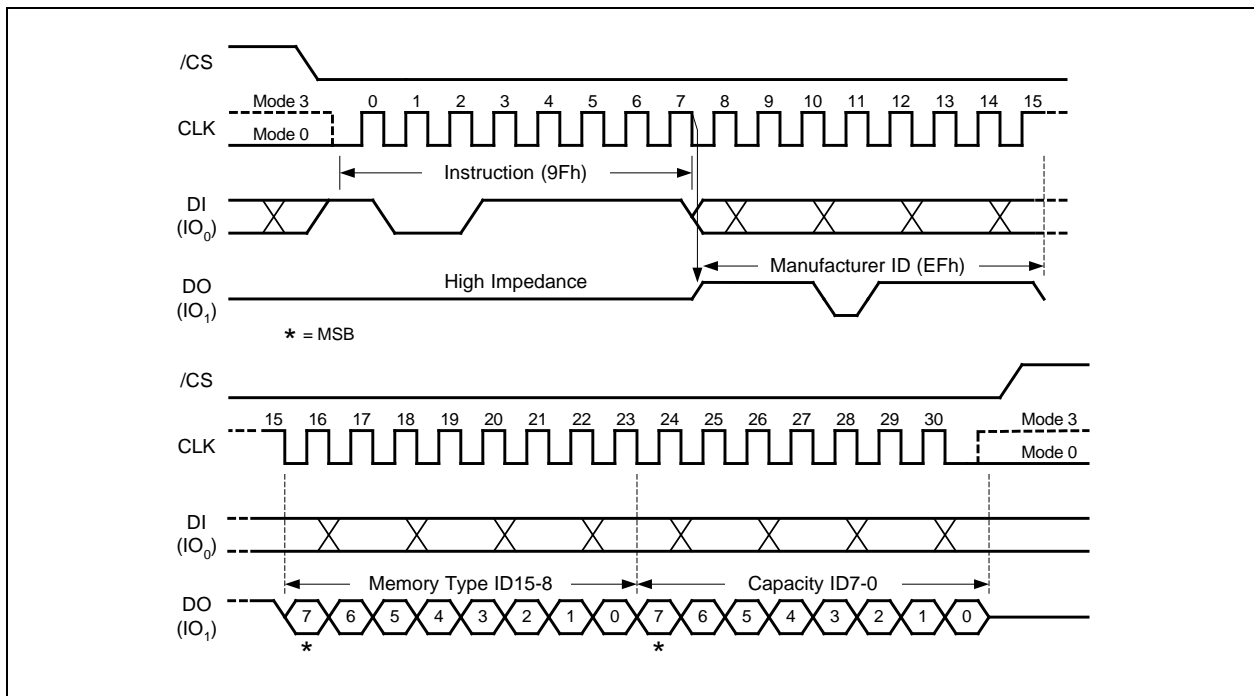 /CS
Mode 3 0 1 2 3 4 5 6 7 8 9 10 11 12 13 14 15
CLK
Mode 0
Instruction (9Fh)
DI
(IO0)
Manufacturer ID (EFh)
High Impedance
DO
(IO1)
* = MSB
/CS
15 16 17 18 19 20 21 22 23 24 25 26 27 28 29 30
Mode 3
CLK
Mode 0
DI
(IO0)
Memory Type ID15-8 Capacity ID7-0
DO 7 6 5 4 3 2 1 0 7 6 5 4 3 2 1 0
(IO1)
* *